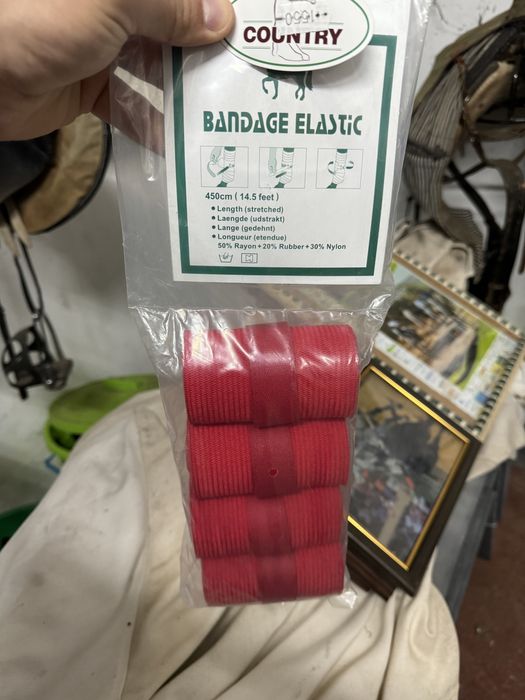 COUNTRY
BANDAGE ELASTIC
450cm ( 14.5 feet )
• Length (stretched)
• Laengde (udstrakt)
• Lange (gedehnt)
• Longueur (etendue)
50% Rayon + 20% Rubber + 30% Nylon